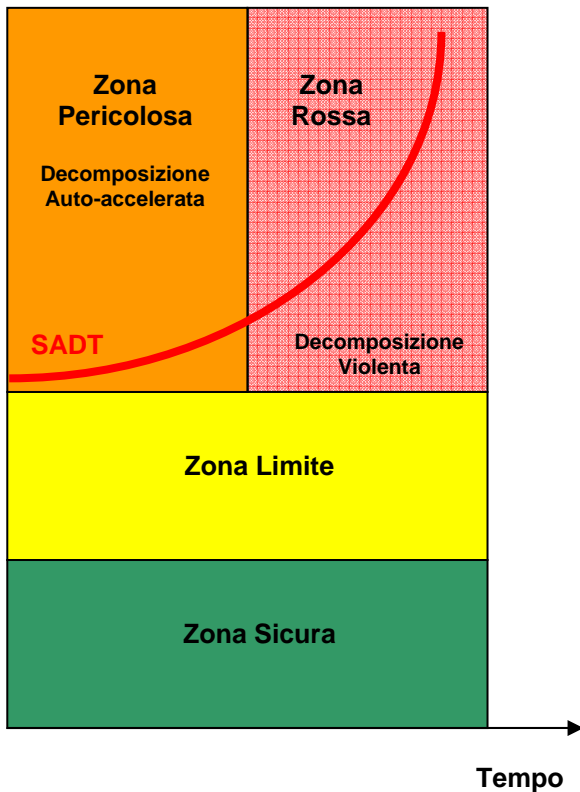 Zona
Pericolosa
Decomposizione
Auto-accelerata
Zona
Rossa
SADT
Decomposizione
Violenta
Zona Limite
Zona Sicura
Tempo